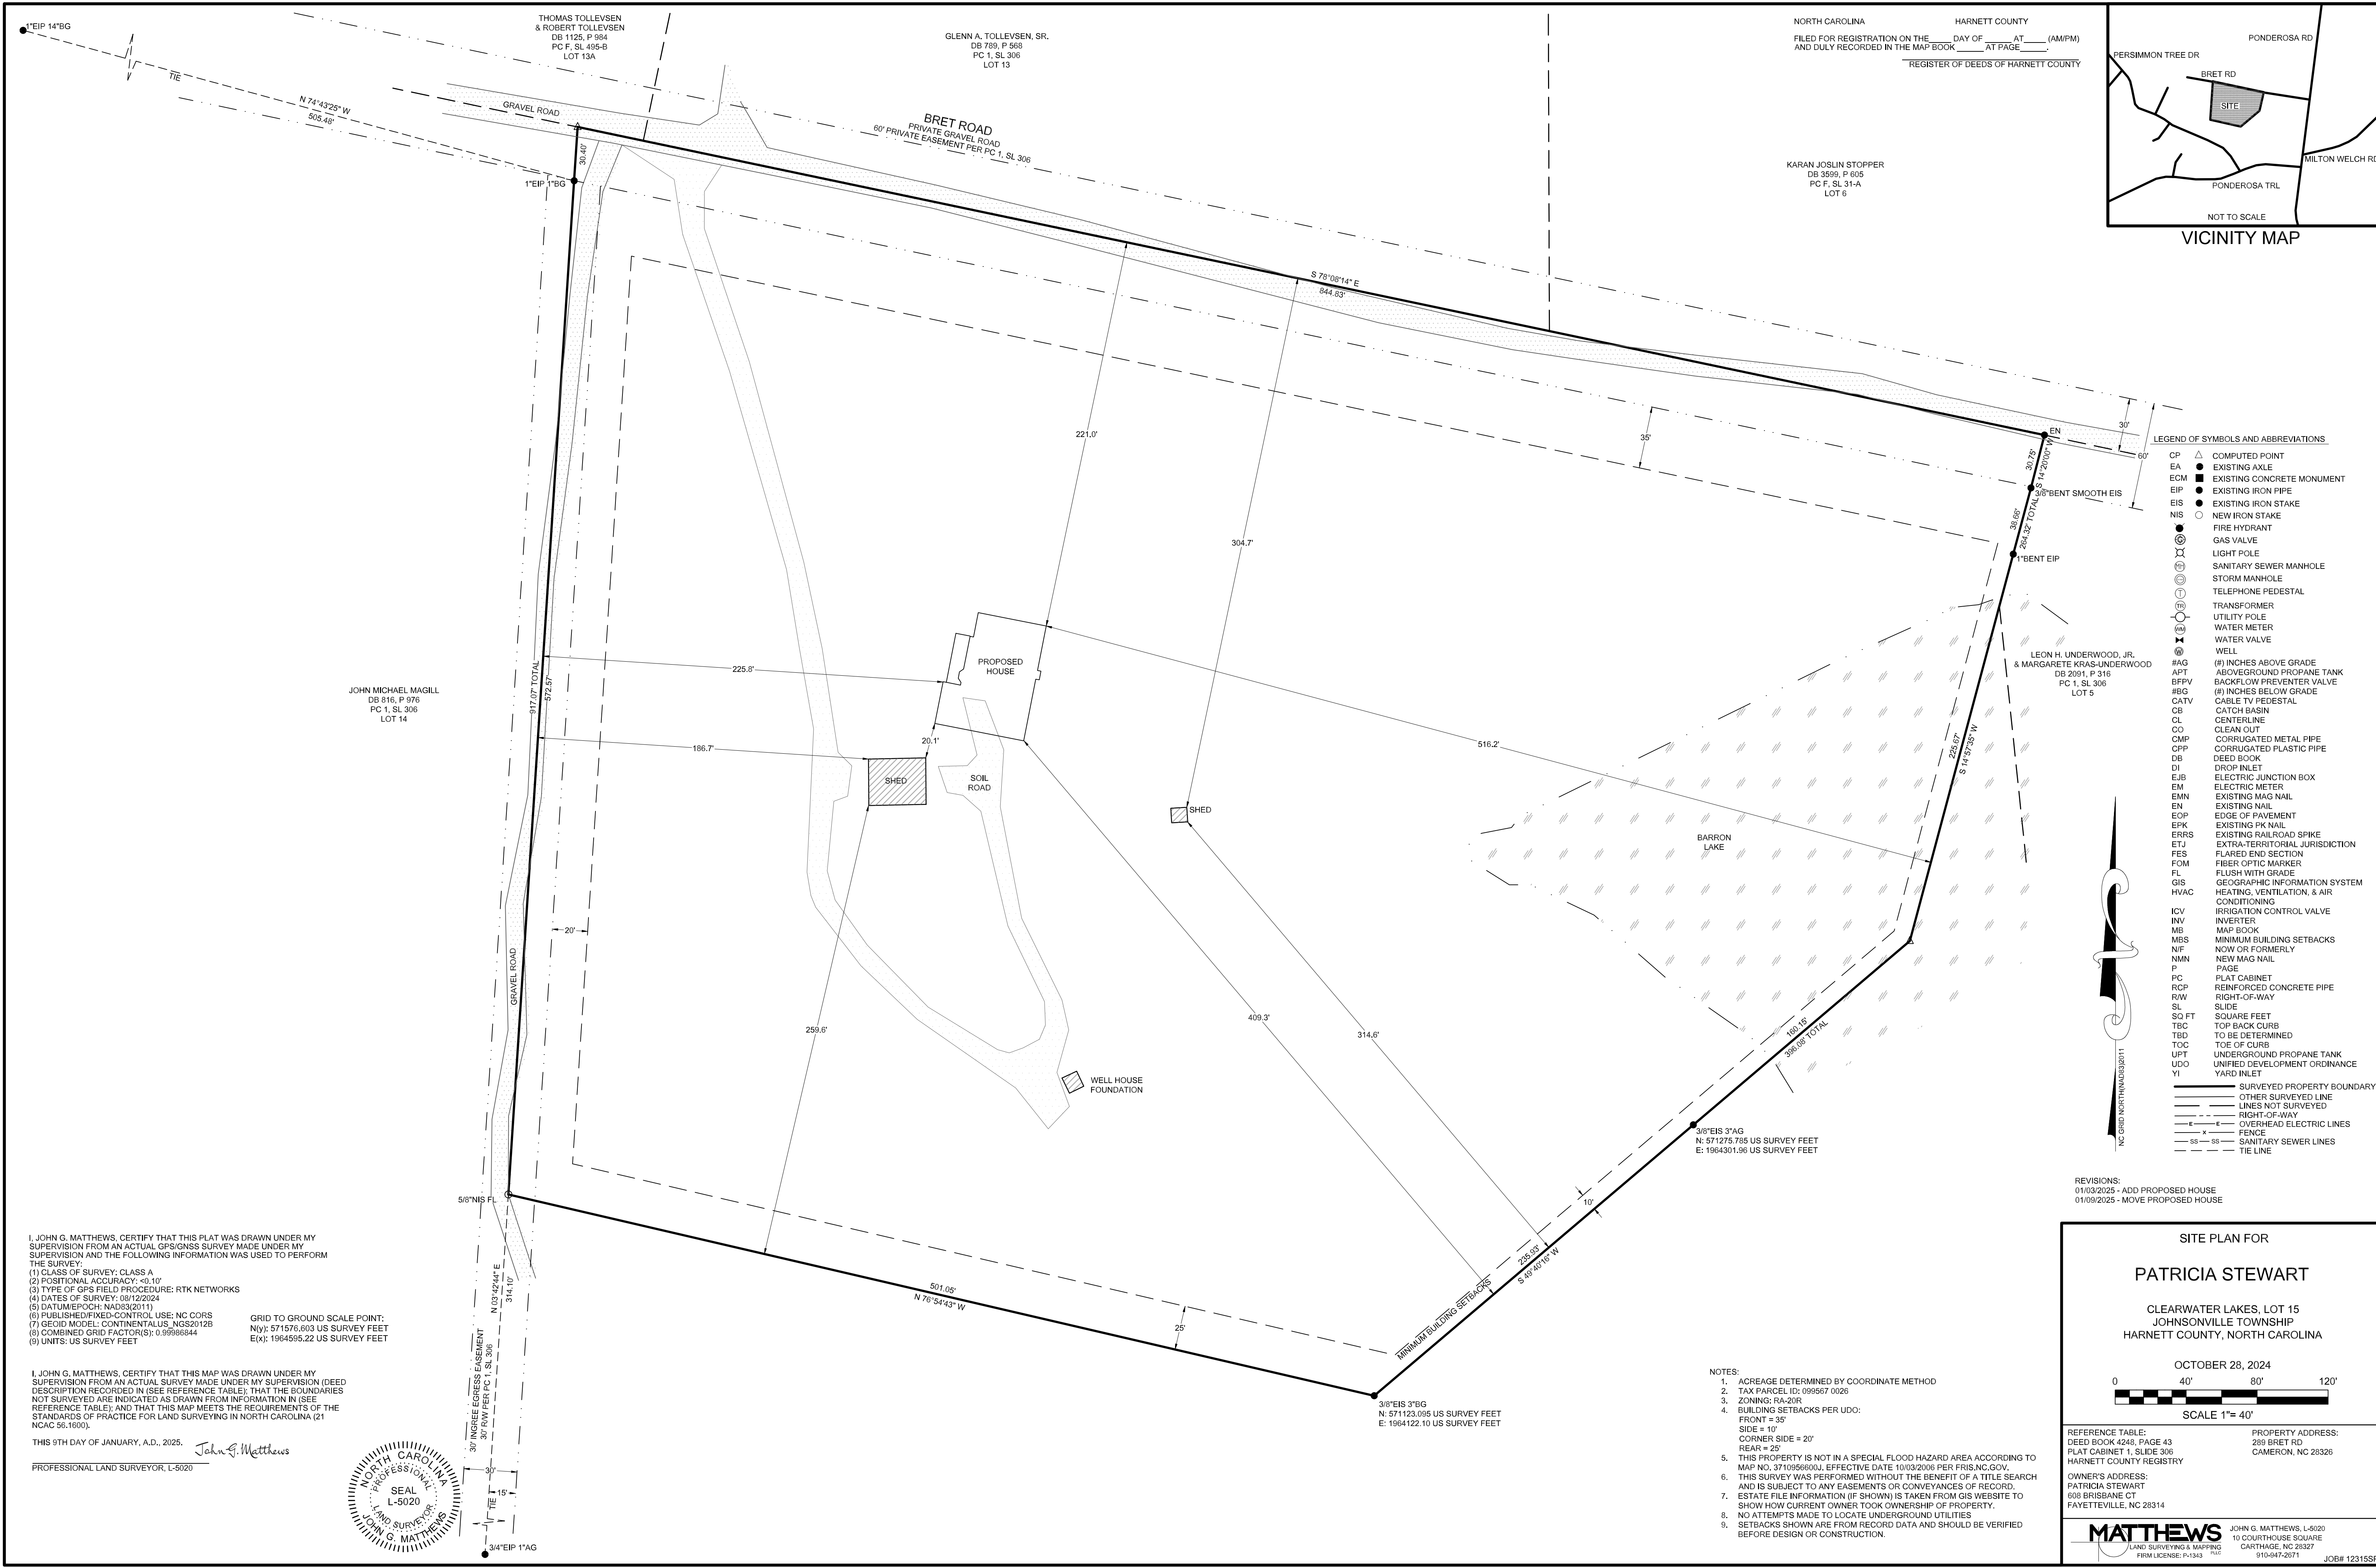 1"EIP 14"BG
TIE
N 74°43'25" W
505.48'
THOMAS TOLLEVSEN
& ROBERT TOLLEVSEN
DB 1125, P 984
PC F, SL 495-B
LOT 13A
GLENN A. TOLLEVSEN, SR.
DB 789, P 568
PC 1, SL 306
LOT 13
GRAVEL ROAD
30.40'
1"EIP 1"BG
BRET ROAD
PRIVATE GRAVEL ROAD
60' PRIVATE EASEMENT PER PC 1, SL 306
KARAN JOSLIN STOPPER
DB 3599, P 605
PC F, SL 31-A
LOT 6
NORTH CAROLINA HARNETT COUNTY
FILED FOR REGISTRATION ON THE_____ DAY OF ______ AT_____ (AM/PM)
AND DULY RECORDED IN THE MAP BOOK ______ AT PAGE______.
REGISTER OF DEEDS OF HARNETT COUNTY
PONDEROSA RD
PERSIMMON TREE DR
BRET RD
SITE
MILTON WELCH RD
PONDEROSA TRL
NOT TO SCALE
VICINITY MAP
S 78°08'14" E
844.83'
221.0'
304.7'
35'
30'
60'
EN
30.75'
S 14°20'00" W
3/8"BENT SMOOTH EIS
38.66'
264.32' TOTAL
1"BENT EIP
LEON H. UNDERWOOD, JR.
& MARGARETE KRAS-UNDERWOOD
DB 2091, P 316
PC 1, SL 306
LOT 5
225.67'
S 14°57'35" W
PROPOSED
HOUSE
225.8'
JOHN MICHAEL MAGILL
DB 816, P 976
PC 1, SL 306
LOT 14
917.07' TOTAL
572.57'
186.7'
20.1'
SHED
SOIL
ROAD
SHED
516.2'
BARRON
LAKE
20'
GRAVEL ROAD
259.6'
409.3'
314.6'
WELL HOUSE
FOUNDATION
160.15'
396.08' TOTAL
3/8"EIS 3"AG
N: 571275.785 US SURVEY FEET
E: 1964301.96 US SURVEY FEET
10'
235.93'
S 49°40'16" W
MINIMUM BUILDING SETBACKS
5/8"NIS FL
501.05'
N 76°54'43" W
25'
3/8"EIS 3"BG
N: 571123.095 US SURVEY FEET
E: 1964122.10 US SURVEY FEET
N 03°42'44" E
314.10'
30' INGREE EGRESS EASEMENT
30' R/W PER PC 1, SL 306
30'
15'
TIE
3/4"EIP 1"AG
LEGEND OF SYMBOLS AND ABBREVIATIONS
CP COMPUTED POINT
EA EXISTING AXLE
ECM EXISTING CONCRETE MONUMENT
EIP EXISTING IRON PIPE
EIS EXISTING IRON STAKE
NIS NEW IRON STAKE
FIRE HYDRANT
G GAS VALVE
LIGHT POLE
SANITARY SEWER MANHOLE
STORM MANHOLE
T TELEPHONE PEDESTAL
TR TRANSFORMER
UTILITY POLE
WM WATER METER
WATER VALVE
W WELL
#AG (#) INCHES ABOVE GRADE
APT ABOVEGROUND PROPANE TANK
BFPV BACKFLOW PREVENTER VALVE
#BG (#) INCHES BELOW GRADE
CATV CABLE TV PEDESTAL
CB CATCH BASIN
CL CENTERLINE
CO CLEAN OUT
CMP CORRUGATED METAL PIPE
CPP CORRUGATED PLASTIC PIPE
DB DEED BOOK
DI DROP INLET
EJB ELECTRIC JUNCTION BOX
EM ELECTRIC METER
EMN EXISTING MAG NAIL
EN EXISTING NAIL
EOP EDGE OF PAVEMENT
EPK EXISTING PK NAIL
ERRS EXISTING RAILROAD SPIKE
ETJ EXTRA-TERRITORIAL JURISDICTION
FES FLARED END SECTION
FOM FIBER OPTIC MARKER
FL FLUSH WITH GRADE
GIS GEOGRAPHIC INFORMATION SYSTEM
HVAC HEATING, VENTILATION, & AIR
CONDITIONING
ICV IRRIGATION CONTROL VALVE
INV INVERTER
MB MAP BOOK
MBS MINIMUM BUILDING SETBACKS
N/F NOW OR FORMERLY
NMN NEW MAG NAIL
P PAGE
PC PLAT CABINET
RCP REINFORCED CONCRETE PIPE
R/W RIGHT-OF-WAY
SL SLIDE
SQ FT SQUARE FEET
TBC TOP BACK CURB
TBD TO BE DETERMINED
TOC TOE OF CURB
UPT UNDERGROUND PROPANE TANK
UDO UNIFIED DEVELOPMENT ORDINANCE
YI YARD INLET
SURVEYED PROPERTY BOUNDARY
OTHER SURVEYED LINE
LINES NOT SURVEYED
RIGHT-OF-WAY
E E OVERHEAD ELECTRIC LINES
X FENCE
SS SS SANITARY SEWER LINES
TIE LINE
NC GRID NORTH(NAD83)2011
REVISIONS:
01/03/2025 - ADD PROPOSED HOUSE
01/09/2025 - MOVE PROPOSED HOUSE
I, JOHN G. MATTHEWS, CERTIFY THAT THIS PLAT WAS DRAWN UNDER MY
SUPERVISION FROM AN ACTUAL GPS/GNSS SURVEY MADE UNDER MY
SUPERVISION AND THE FOLLOWING INFORMATION WAS USED TO PERFORM
THE SURVEY:
(1) CLASS OF SURVEY: CLASS A
(2) POSITIONAL ACCURACY: <0.10'
(3) TYPE OF GPS FIELD PROCEDURE: RTK NETWORKS
(4) DATES OF SURVEY: 08/12/2024
(5) DATUM/EPOCH: NAD83(2011)
(6) PUBLISHED/FIXED-CONTROL USE: NC CORS
(7) GEOID MODEL: CONTINENTALUS_NGS2012B
(8) COMBINED GRID FACTOR(S): 0.99986844
(9) UNITS: US SURVEY FEET
GRID TO GROUND SCALE POINT:
N(y): 571576.603 US SURVEY FEET
E(x): 1964595.22 US SURVEY FEET
I, JOHN G. MATTHEWS, CERTIFY THAT THIS MAP WAS DRAWN UNDER MY
SUPERVISION FROM AN ACTUAL SURVEY MADE UNDER MY SUPERVISION (DEED
DESCRIPTION RECORDED IN (SEE REFERENCE TABLE); THAT THE BOUNDARIES
NOT SURVEYED ARE INDICATED AS DRAWN FROM INFORMATION IN (SEE
REFERENCE TABLE); AND THAT THIS MAP MEETS THE REQUIREMENTS OF THE
STANDARDS OF PRACTICE FOR LAND SURVEYING IN NORTH CAROLINA (21
NCAC 56.1600).
THIS 9TH DAY OF JANUARY, A.D., 2025.
John G. Matthews
PROFESSIONAL LAND SURVEYOR, L-5020
NORTH CAROLINA
PROFESSIONAL
SEAL
L-5020
LAND SURVEYOR
JOHN G. MATTHEWS
NOTES:
1. ACREAGE DETERMINED BY COORDINATE METHOD
2. TAX PARCEL ID: 099567 0026
3. ZONING: RA-20R
4. BUILDING SETBACKS PER UDO:
FRONT = 35'
SIDE = 10'
CORNER SIDE = 20'
REAR = 25'
5. THIS PROPERTY IS NOT IN A SPECIAL FLOOD HAZARD AREA ACCORDING TO
MAP NO. 3710956600J, EFFECTIVE DATE 10/03/2006 PER FRIS.NC.GOV.
6. THIS SURVEY WAS PERFORMED WITHOUT THE BENEFIT OF A TITLE SEARCH
AND IS SUBJECT TO ANY EASEMENTS OR CONVEYANCES OF RECORD.
7. ESTATE FILE INFORMATION (IF SHOWN) IS TAKEN FROM GIS WEBSITE TO
SHOW HOW CURRENT OWNER TOOK OWNERSHIP OF PROPERTY.
8. NO ATTEMPTS MADE TO LOCATE UNDERGROUND UTILITIES
9. SETBACKS SHOWN ARE FROM RECORD DATA AND SHOULD BE VERIFIED
BEFORE DESIGN OR CONSTRUCTION.
SITE PLAN FOR
PATRICIA STEWART
CLEARWATER LAKES, LOT 15
JOHNSONVILLE TOWNSHIP
HARNETT COUNTY, NORTH CAROLINA
OCTOBER 28, 2024
0 40' 80' 120'
SCALE 1"= 40'
REFERENCE TABLE:
DEED BOOK 4248, PAGE 43
PLAT CABINET 1, SLIDE 306
HARNETT COUNTY REGISTRY
PROPERTY ADDRESS:
289 BRET RD
CAMERON, NC 28326
OWNER'S ADDRESS:
PATRICIA STEWART
608 BRISBANE CT
FAYETTEVILLE, NC 28314
MATTHEWS
LAND SURVEYING & MAPPING PLLC
FIRM LICENSE: P-1343
JOHN G. MATTHEWS, L-5020
10 COURTHOUSE SQUARE
CARTHAGE, NC 28327
910-947-2671